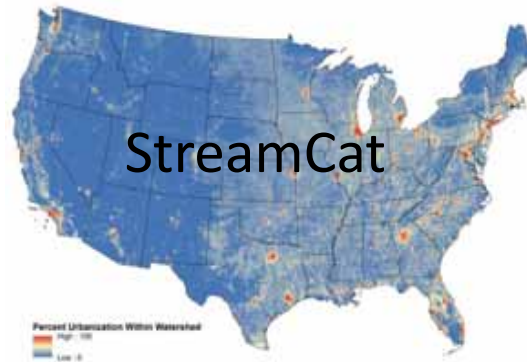 StreamCat
Percent Urbanization Within Watershed
High : 100
Low : 0